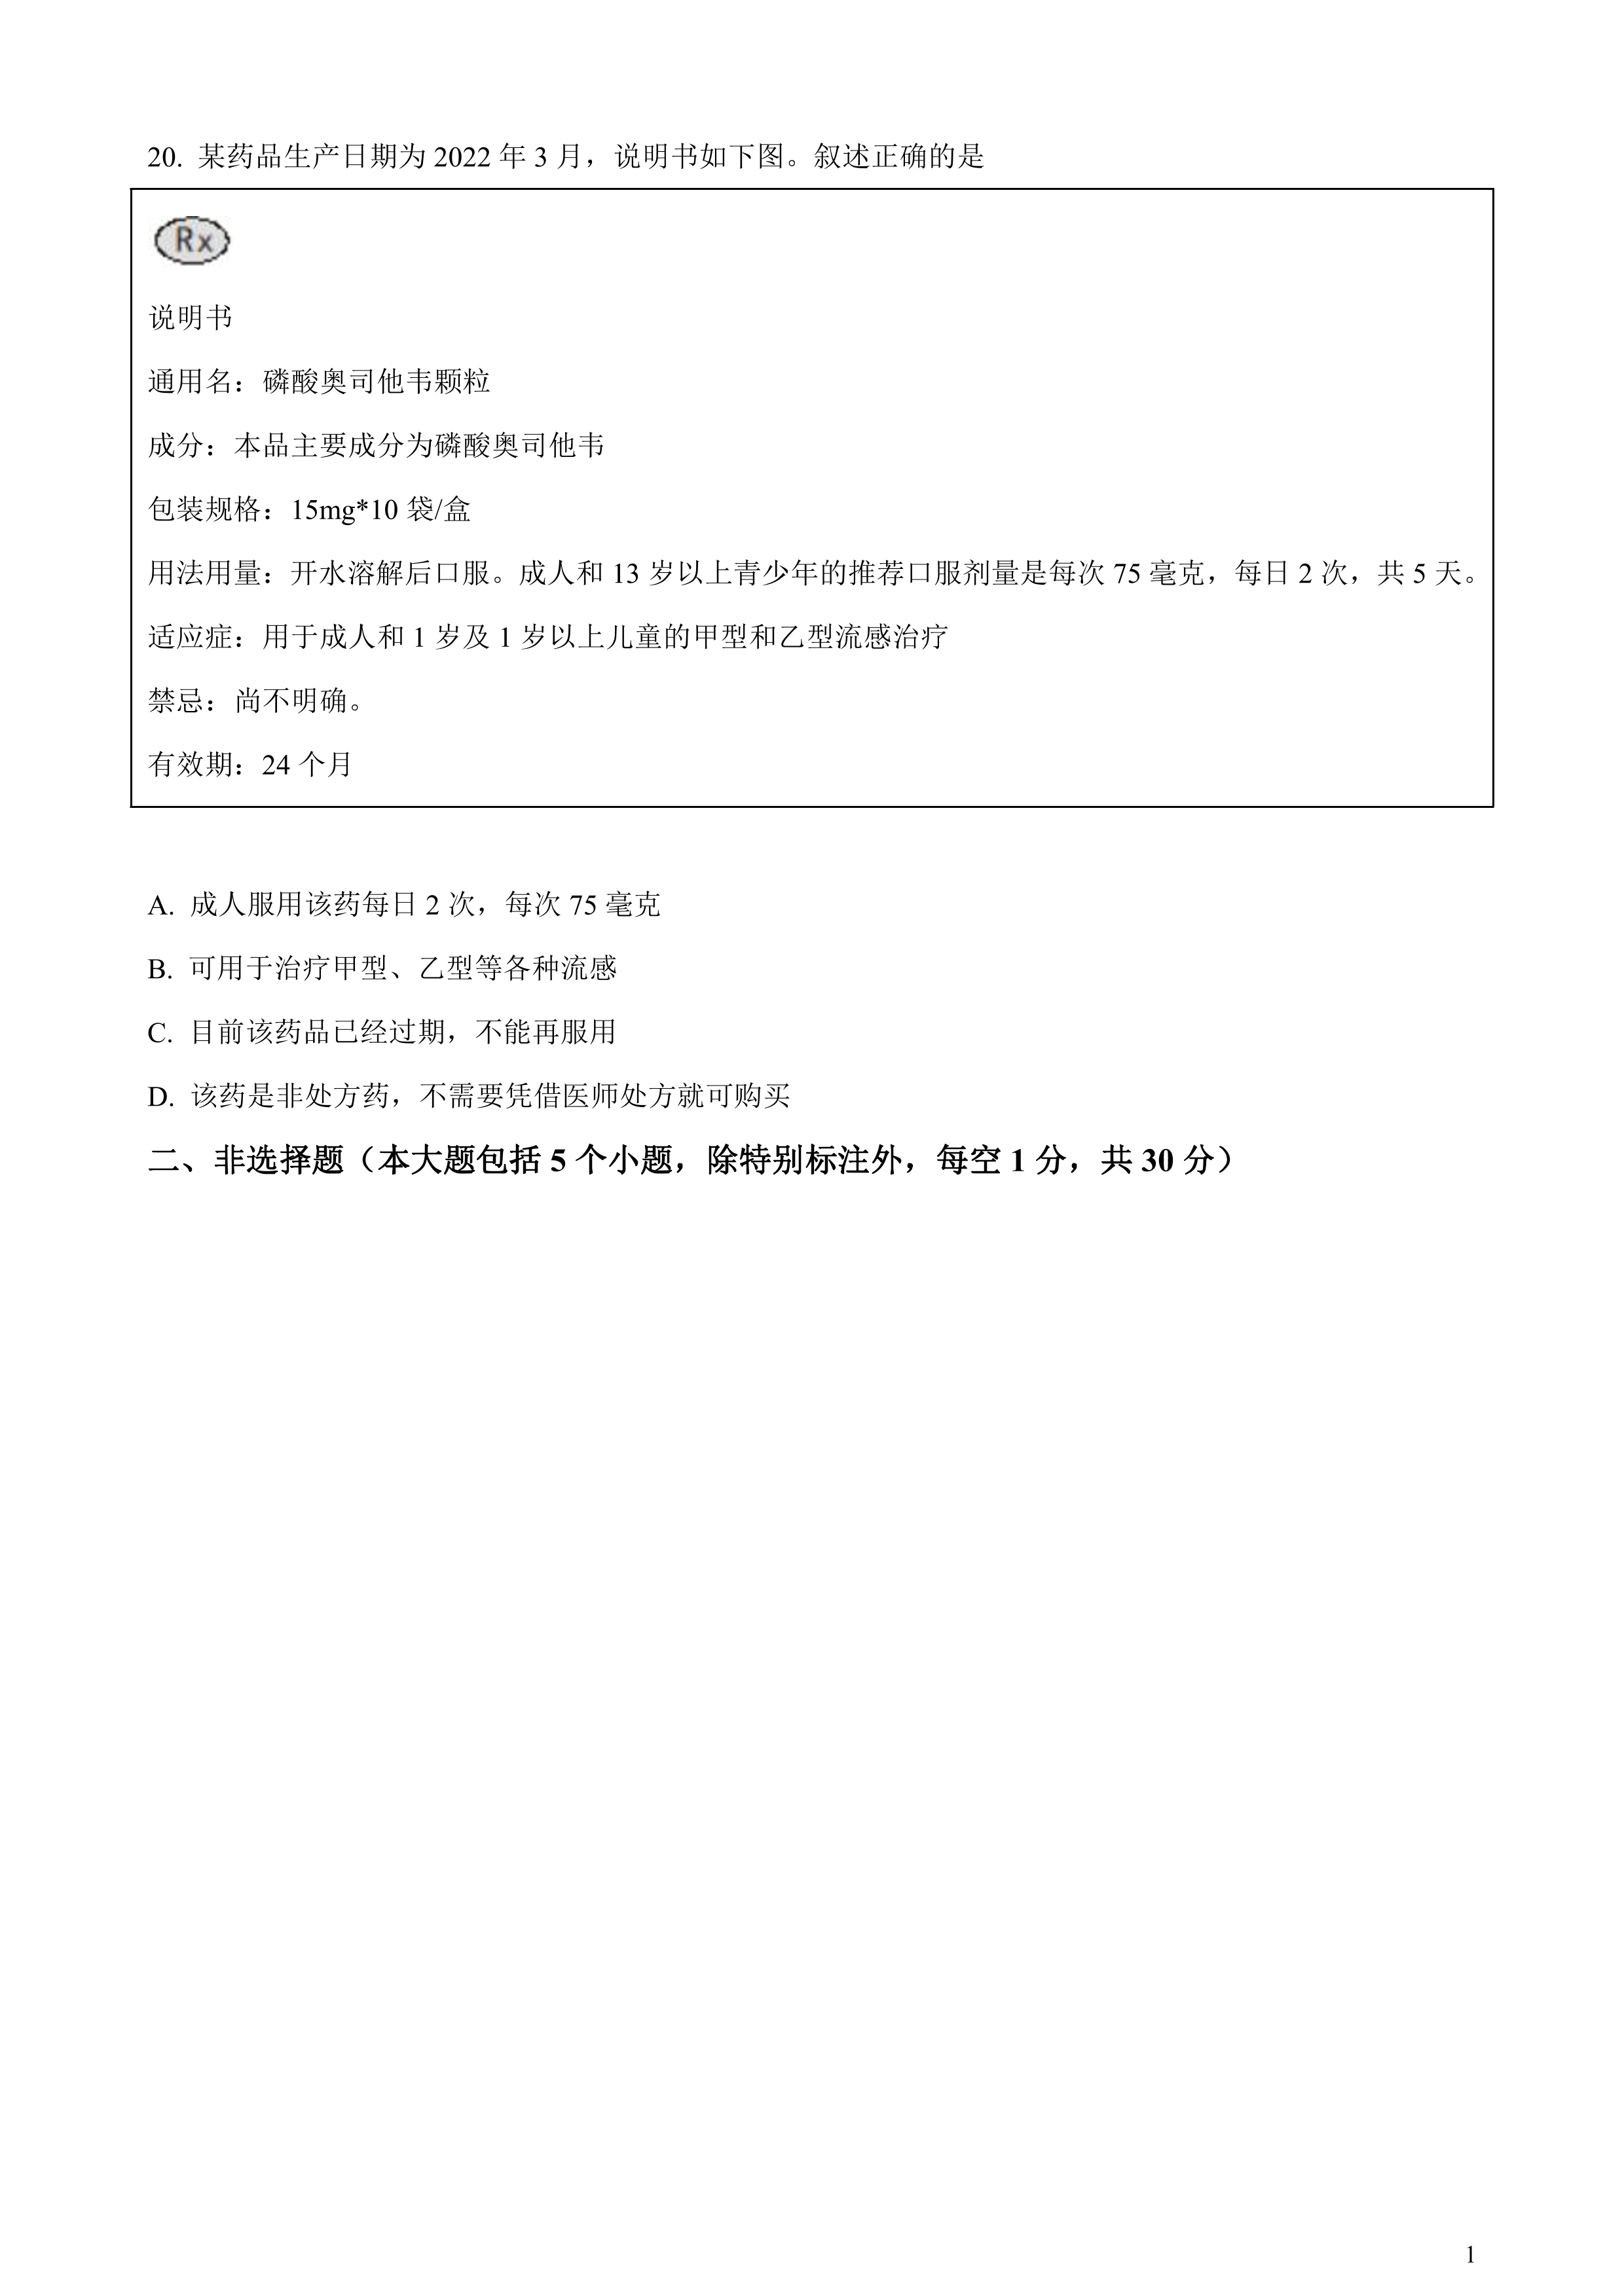 20. 某药品生产日期为 2022 年 3 月，说明书如下图。叙述正确的是
Rx
说明书
通用名：磷酸奥司他韦颗粒
成分：本品主要成分为磷酸奥司他韦
包装规格：15mg*10 袋/盒
用法用量：开水溶解后口服。成人和 13 岁以上青少年的推荐口服剂量是每次 75 毫克，每日 2 次，共 5 天。
适应症：用于成人和 1 岁及 1 岁以上儿童的甲型和乙型流感治疗
禁忌：尚不明确。
有效期：24 个月
A. 成人服用该药每日 2 次，每次 75 毫克
B. 可用于治疗甲型、乙型等各种流感
C. 目前该药品已经过期，不能再服用
D. 该药是非处方药，不需要凭借医师处方就可购买
二、非选择题（本大题包括 5 个小题，除特别标注外，每空 1 分，共 30 分）
1